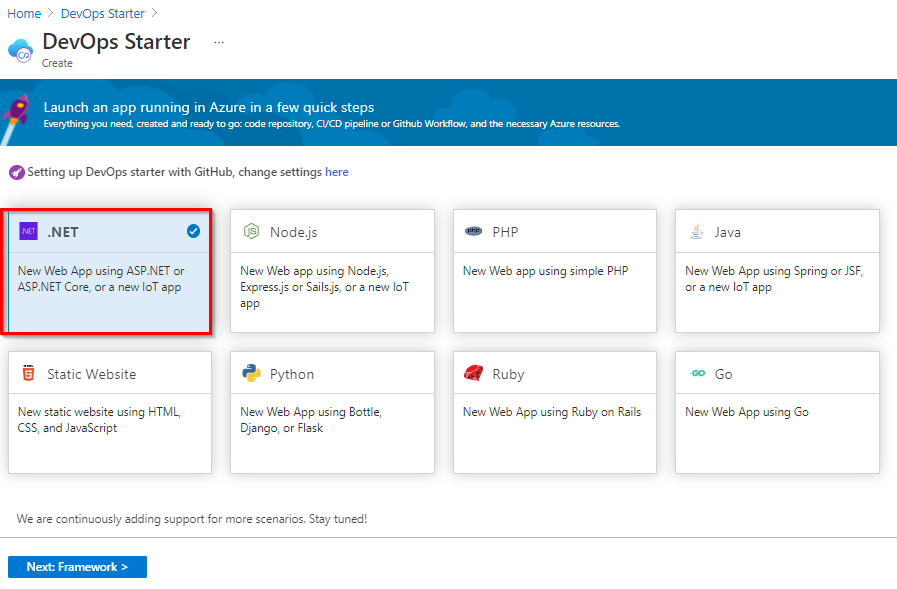 Home > DevOps Starter >
DevOps Starter ...
Create
Launch an app running in Azure in a few quick steps
Everything you need, created and ready to go: code repository, CI/CD pipeline or Github Workflow, and the necessary Azure resources.
Setting up DevOps starter with GitHub, change settings here
.NET .NET
New Web App using ASP.NET or
ASP.NET Core, or a new IoT app
Node.js
New Web app using Node.js,
Express.js or Sails.js, or a new IoT
app
php PHP
New Web app using simple PHP
Java
New Web App using Spring or JSF,
or a new IoT app
Static Website
New static website using HTML,
CSS, and JavaScript
Python
New Web App using Bottle,
Django, or Flask
Ruby
New Web App using Ruby on Rails
GO Go
New Web App using Go
We are continuously adding support for more scenarios. Stay tuned!
Next: Framework >